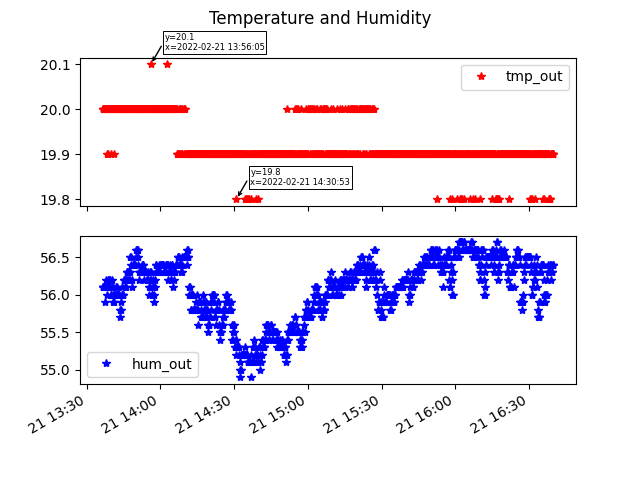 Temperature and Humidity
y=20.1
x=2022-02-21 13:56:05
20.1
tmp_out
20.0
19.9
y=19.8
x=2022-02-21 14:30:53
19.8
56.5
56.0
55.5
55.0
hum_out
21 13:30
21 14:00
21 14:30
21 15:00
21 15:30
21 16:00
21 16:30